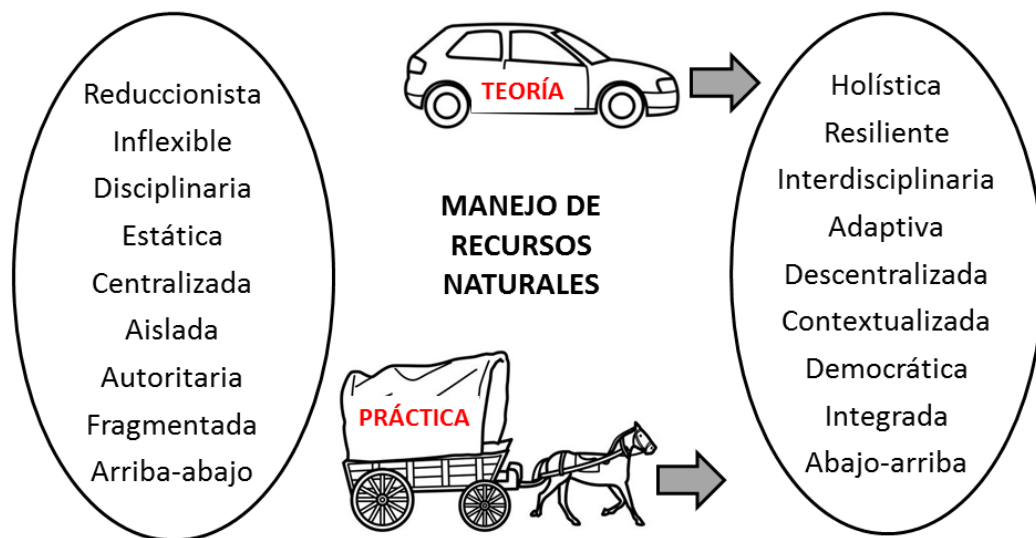 Reduccionista
Inflexible
Disciplinaria
Estática
Centralizada
Aislada
Autoritaria
Fragmentada
Arriba-abajo
TEORÍA
MANEJO DE
RECURSOS
NATURALES
PRÁCTICA
Holística
Resiliente
Interdisciplinaria
Adaptiva
Descentralizada
Contextualizada
Democrática
Integrada
Abajo-arriba